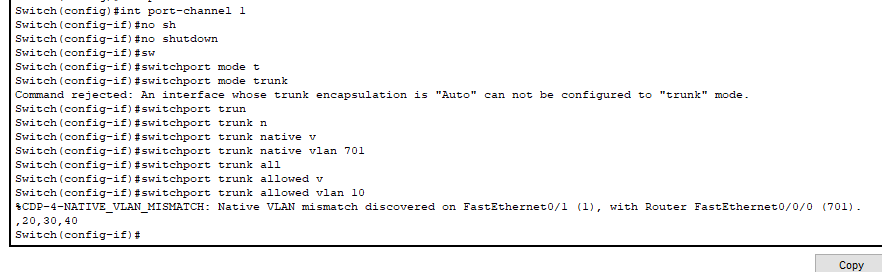 Switch(config)#int port-channel 1
Switch(config-if)#no sh
Switch(config-if)#no shutdown
Switch(config-if)#sw
Switch(config-if)#switchport mode t
Switch(config-if)#switchport mode trunk
Command rejected: An interface whose trunk encapsulation is "Auto" can not be configured to "trunk" mode.
Switch(config-if)#switchport trun
Switch(config-if)#switchport trunk n
Switch(config-if)#switchport trunk native v
Switch(config-if)#switchport trunk native vlan 701
Switch(config-if)#switchport trunk all
Switch(config-if)#switchport trunk allowed v
Switch(config-if)#switchport trunk allowed vlan 10
%CDP-4-NATIVE_VLAN_MISMATCH: Native VLAN mismatch discovered on FastEthernet0/1 (1), with Router FastEthernet0/0/0 (701).
,20,30,40
Switch(config-if)#
Copy